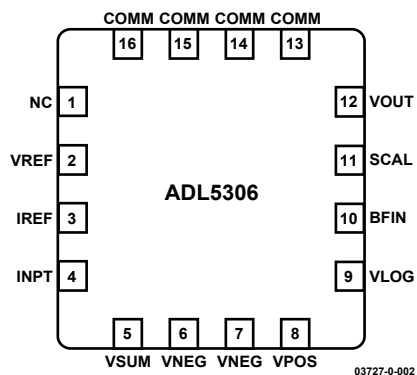 COMM COMM COMM COMM
16 15 14 13
NC 1
12 VOUT
VREF 2
11 SCAL
ADL5306
IREF 3
10 BFIN
INPT 4
9 VLOG
5 6 7 8
VSUM VNEG VNEG VPOS
03727-0-002